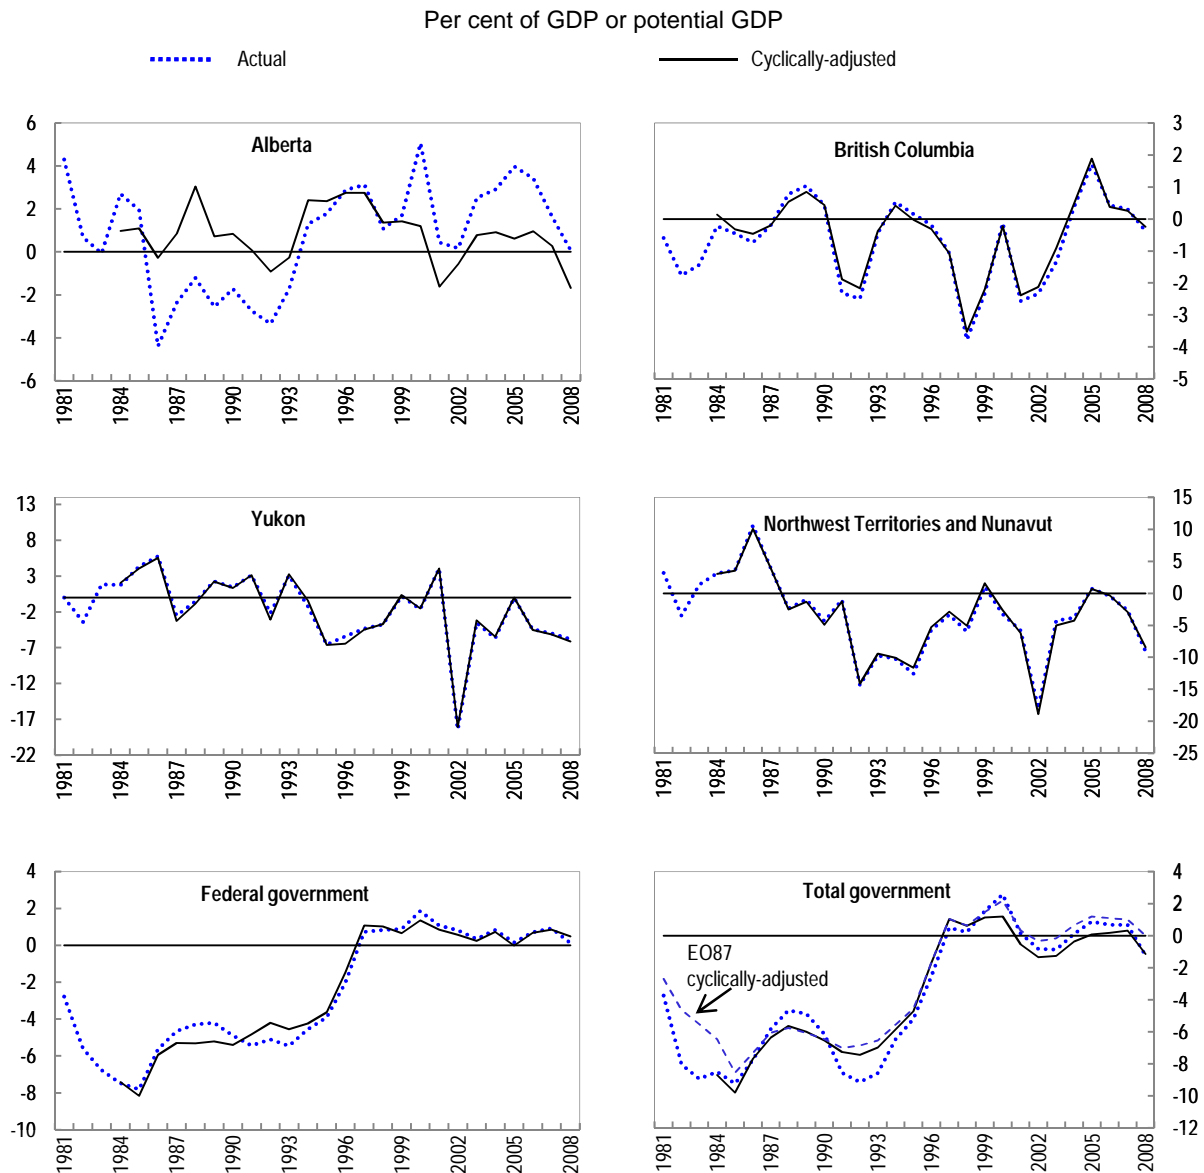 Per cent of GDP or potential GDP
Actual
Cyclically-adjusted
Alberta
6
4
2
0
-2
-4
-6
1981 1984 1987 1990 1993 1996 1999 2002 2005 2008
British Columbia
3
2
1
0
-1
-2
-3
-4
-5
1981 1984 1987 1990 1993 1996 1999 2002 2005 2008
Yukon
13
8
3
-2
-7
-12
-17
-22
1981 1984 1987 1990 1993 1996 1999 2002 2005 2008
Northwest Territories and Nunavut
15
10
5
0
-5
-10
-15
-20
-25
1981 1984 1987 1990 1993 1996 1999 2002 2005 2008
Federal government
4
2
0
-2
-4
-6
-8
-10
1981 1984 1987 1990 1993 1996 1999 2002 2005 2008
Total government
EO87
cyclically-adjusted
4
2
0
-2
-4
-6
-8
-10
-12
1981 1984 1987 1990 1993 1996 1999 2002 2005 2008